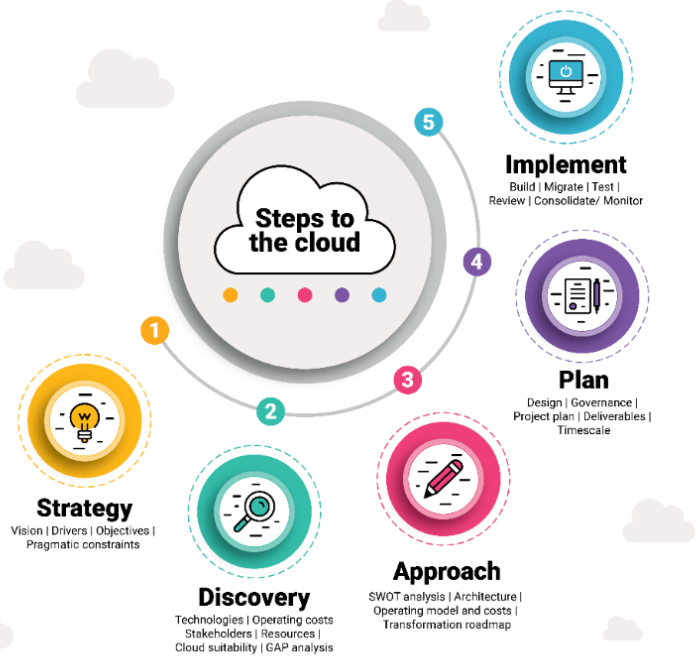 Steps to
the cloud
1
Strategy
Vision | Drivers | Objectives |
Pragmatic constraints
2
Discovery
Technologies | Operating costs
Stakeholders | Resources |
Cloud suitability | GAP analysis
3
Approach
SWOT analysis | Architecture |
Operating model and costs |
Transformation roadmap
4
Plan
Design | Governance |
Project plan | Deliverables |
Timescale
5
Implement
Build | Migrate | Test |
Review | Consolidate/ Monitor